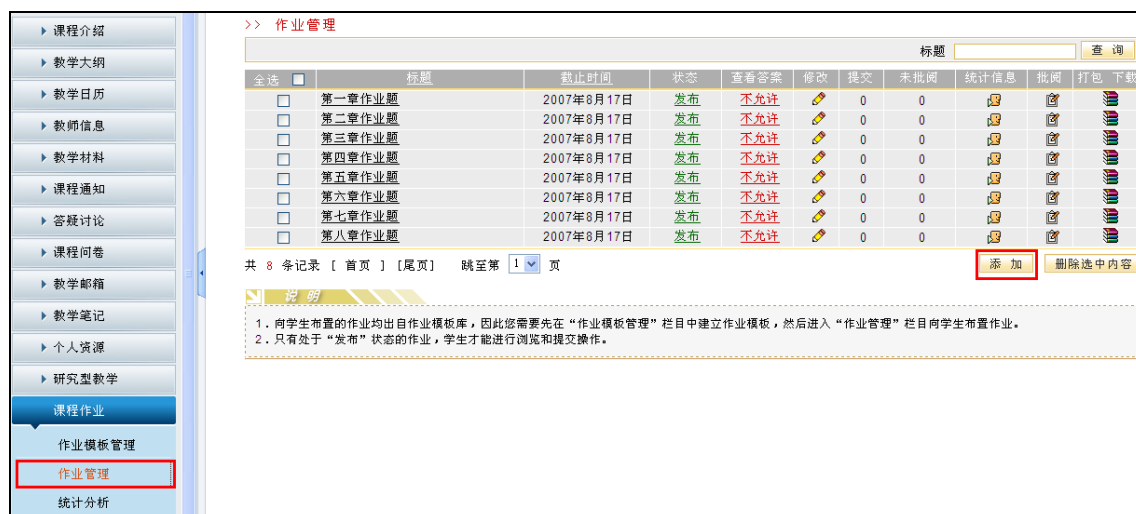 课程介绍
教学大纲
教学日历
教师信息
教学材料
课程通知
答疑讨论
课程问卷
教学邮箱
教学笔记
个人资源
研究型教学
课程作业
作业模板管理
作业管理
统计分析
>> 作业管理
标题 查 询
全选 标题 截止时间 状态 查看答案 修改 提交 未批阅 统计信息 批阅 打包 下载
第一章作业题 2007年8月17日 发布 不允许 0 0
第二章作业题 2007年8月17日 发布 不允许 0 0
第三章作业题 2007年8月17日 发布 不允许 0 0
第四章作业题 2007年8月17日 发布 不允许 0 0
第五章作业题 2007年8月17日 发布 不允许 0 0
第六章作业题 2007年8月17日 发布 不允许 0 0
第七章作业题 2007年8月17日 发布 不允许 0 0
第八章作业题 2007年8月17日 发布 不允许 0 0
共 8 条记录 [ 首页 ] [尾页] 跳至第 1 页 添 加 删除选中内容
说 明
1．向学生布置的作业均出自作业模板库，因此您需要先在“作业模板管理”栏目中建立作业模板，然后进入“作业管理”栏目向学生布置作业。
2．只有处于“发布”状态的作业，学生才能进行浏览和提交操作。